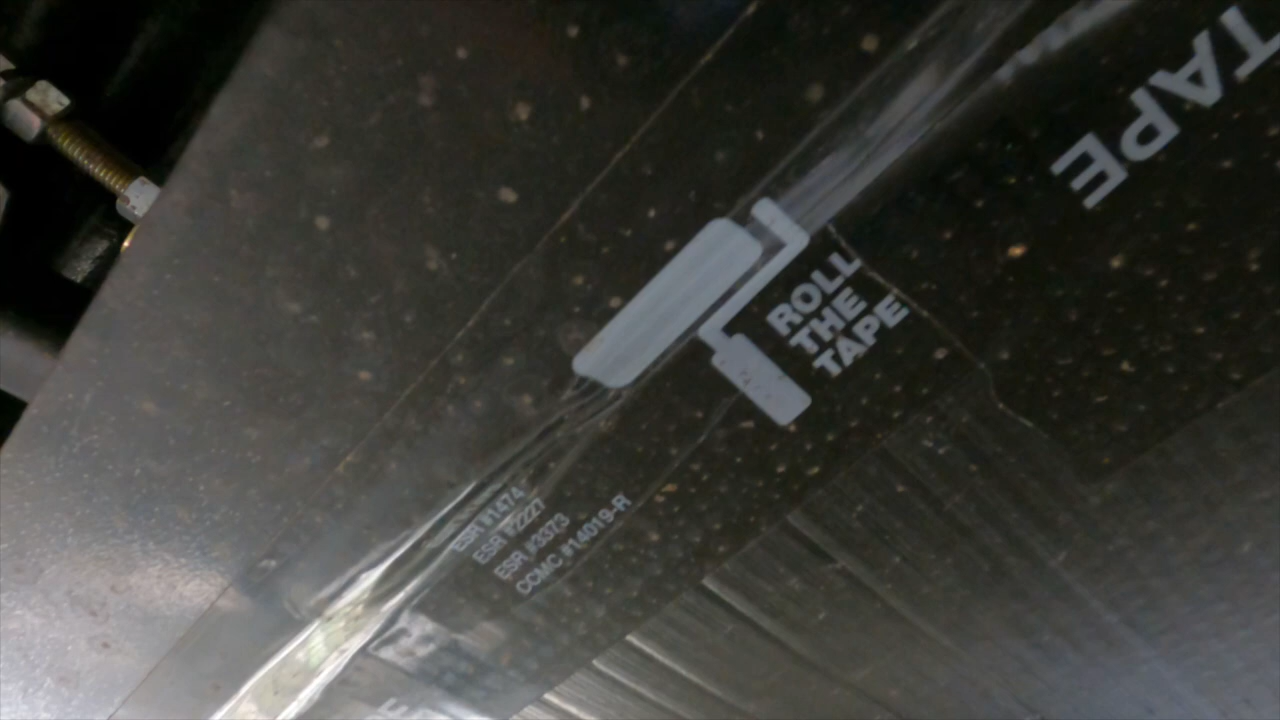 TAPE
ROLL
THE
TAPE
ESR #1474
ESR #2227
ESR #3373
CCMC #14019-R